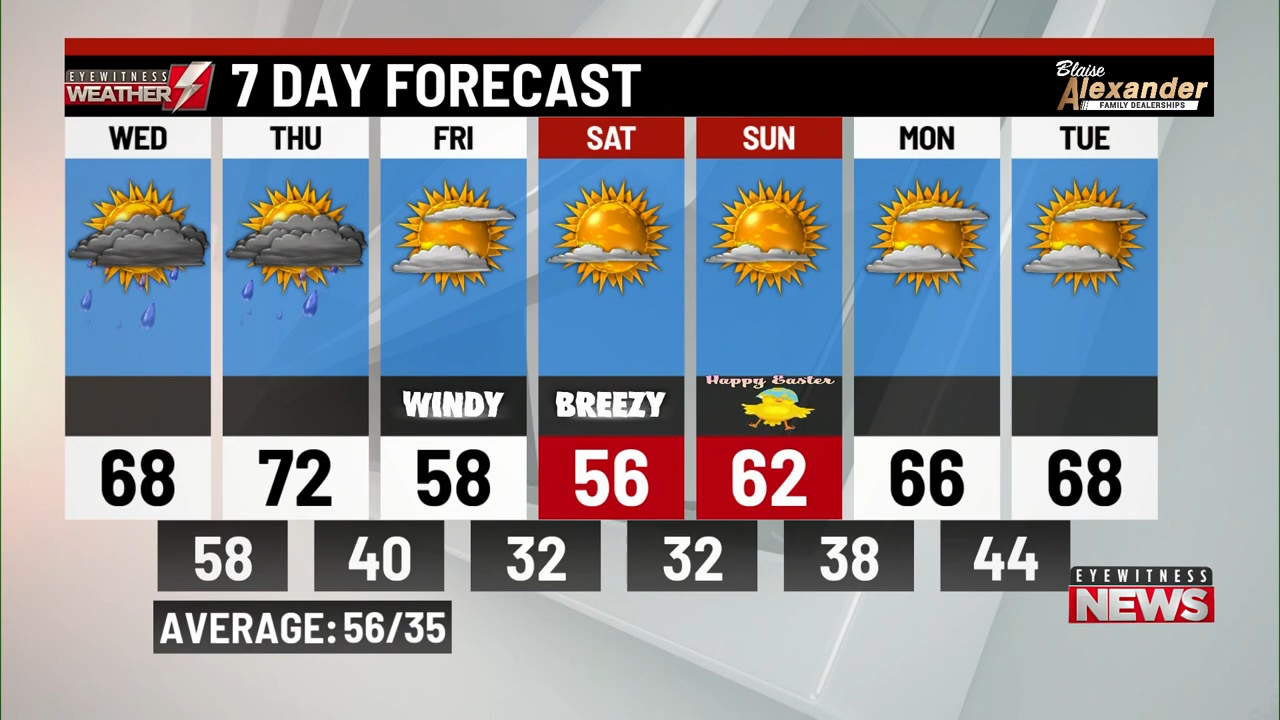 EYEWITNESS
WEATHER
7 DAY FORECAST
Blaise
Alexander
FAMILY DEALERSHIPS
WED THU FRI SAT SUN MON TUE
Happy Easter
WINDY BREEZY
68 72 58 56 62 66 68
58 40 32 32 38 44
EYEWITNESS
NEWS
AVERAGE: 56/35